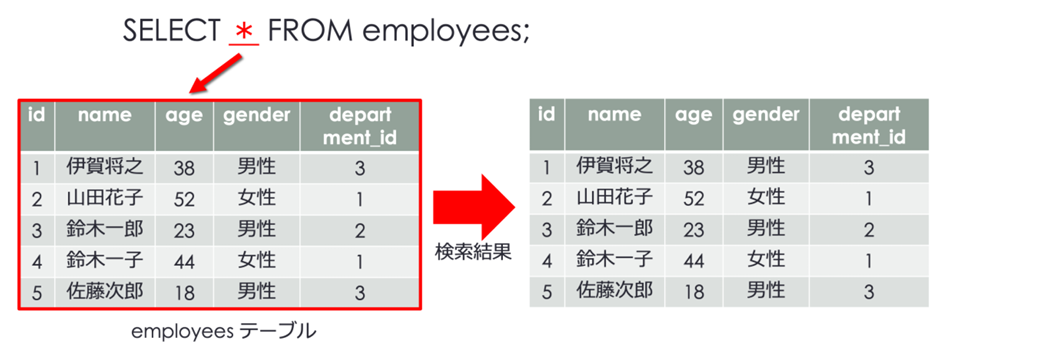 SELECT * FROM employees;
id name age gender depart
ment_id
1 伊賀将之 38 男性 3
2 山田花子 52 女性 1
3 鈴木一郎 23 男性 2
4 鈴木一子 44 女性 1
5 佐藤次郎 18 男性 3
employees テーブル
検索結果
id name age gender depart
ment_id
1 伊賀将之 38 男性 3
2 山田花子 52 女性 1
3 鈴木一郎 23 男性 2
4 鈴木一子 44 女性 1
5 佐藤次郎 18 男性 3